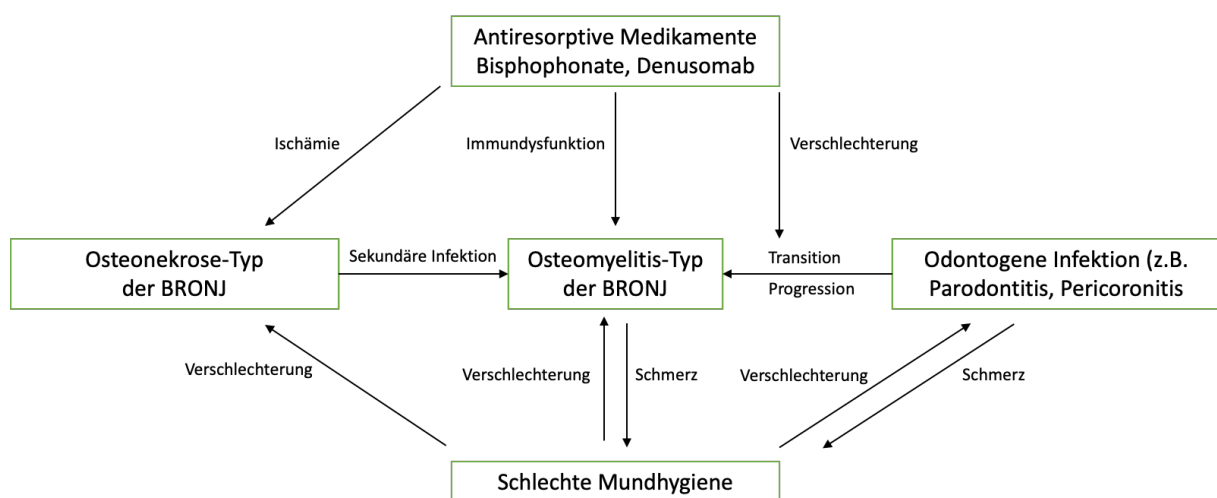 Antiresorptive Medikamente
Bisphophonate, Denusomab
Ischämie
Immundysfunktion
Verschlechterung
Osteonekrose-Typ
der BRONJ
Sekundäre Infektion
Osteomyelitis-Typ
der BRONJ
Transition
Progression
Odontogene Infektion (z.B.
Parodontitis, Pericoronitis
Verschlechterung
Verschlechterung
Schmerz
Verschlechterung
Schmerz
Schlechte Mundhygiene